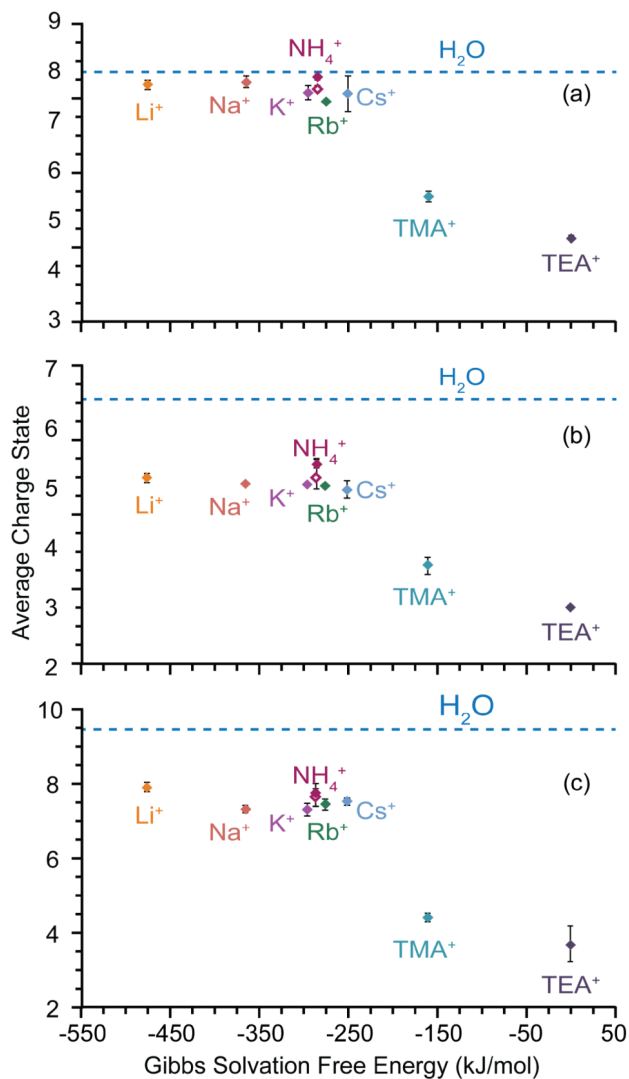 9
8
7
6
5
4
3
H₂O
NH₄⁺
(a)
Li⁺
Na⁺
K⁺
Cs⁺
Rb⁺
TMA⁺
TEA⁺
Average Charge State
7
6
5
4
3
2
H₂O
NH₄⁺
(b)
Li⁺
Na⁺
K⁺
Cs⁺
Rb⁺
TMA⁺
TEA⁺
10
8
6
4
2
H₂O
NH₄⁺
(c)
Li⁺
Na⁺
K⁺
Rb⁺
Cs⁺
TMA⁺
TEA⁺
-550 -450 -350 -250 -150 -50 50
Gibbs Solvation Free Energy (kJ/mol)